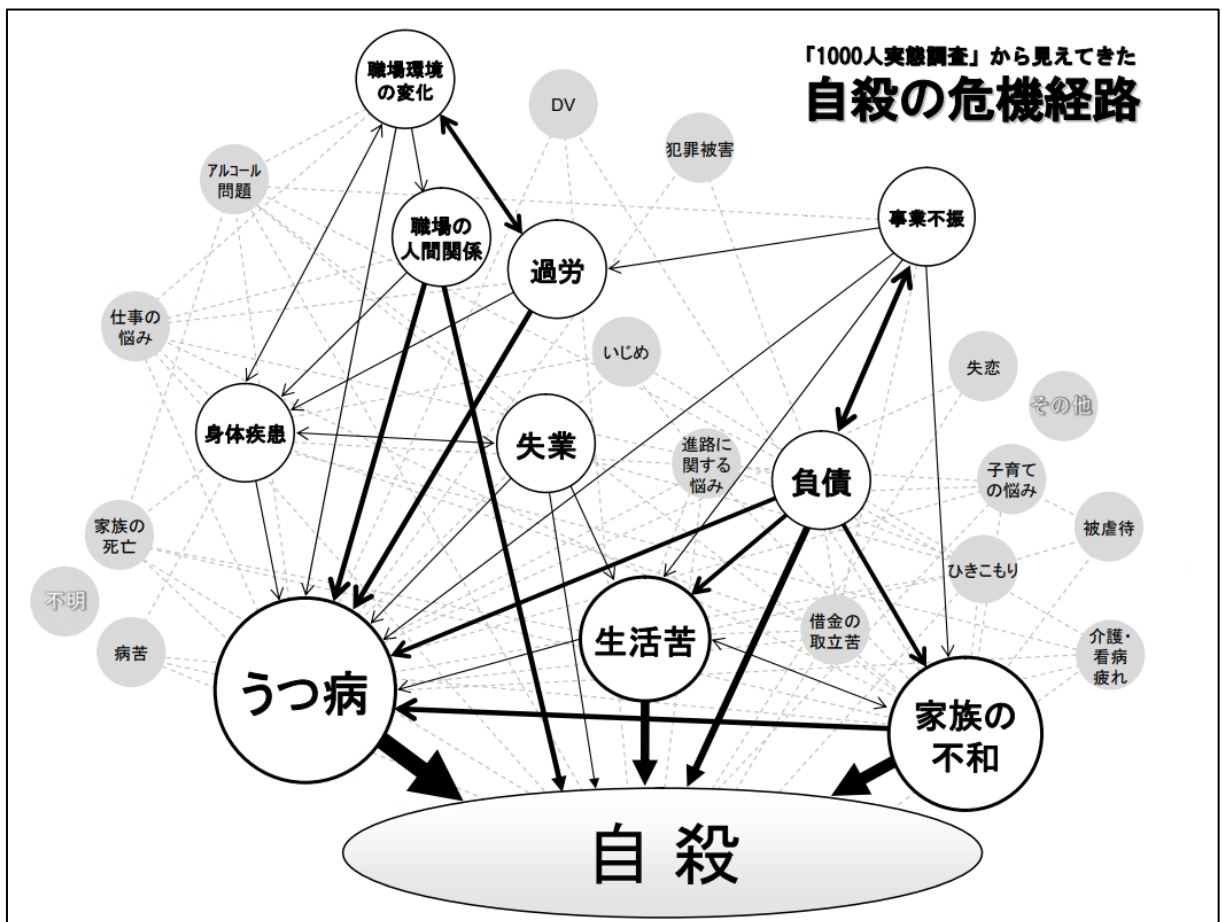 「1000人実態調査」から見えてきた
自殺の危機経路
職場環境
の変化
DV
犯罪被害
アルコール
問題
職場の
人間関係
過労
事業不振
仕事の
悩み
いじめ
失恋
その他
身体疾患
失業
進路に
関する
悩み
負債
子育て
の悩み
家族の
死亡
被虐待
ひきこもり
不明
病苦
生活苦
借金の
取立苦
介護・
看病
疲れ
うつ病
家族の
不和
自殺